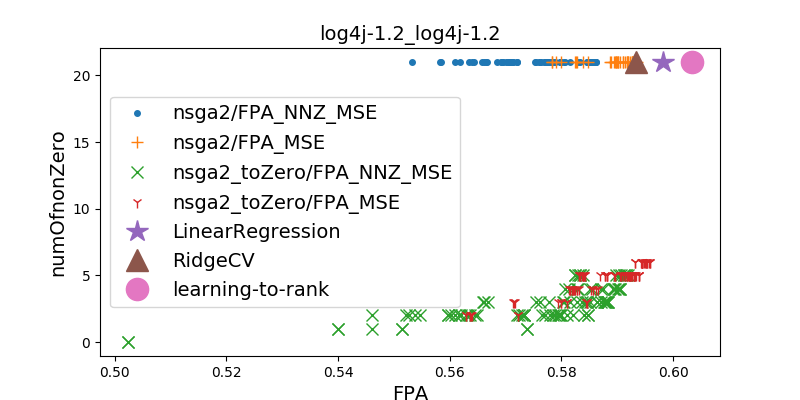 log4j-1.2_log4j-1.2
numOfnonZero
20
15
10
5
0
nsga2/FPA_NNZ_MSE
nsga2/FPA_MSE
nsga2_toZero/FPA_NNZ_MSE
nsga2_toZero/FPA_MSE
LinearRegression
RidgeCV
learning-to-rank
0.50 0.52 0.54 0.56 0.58 0.60
FPA